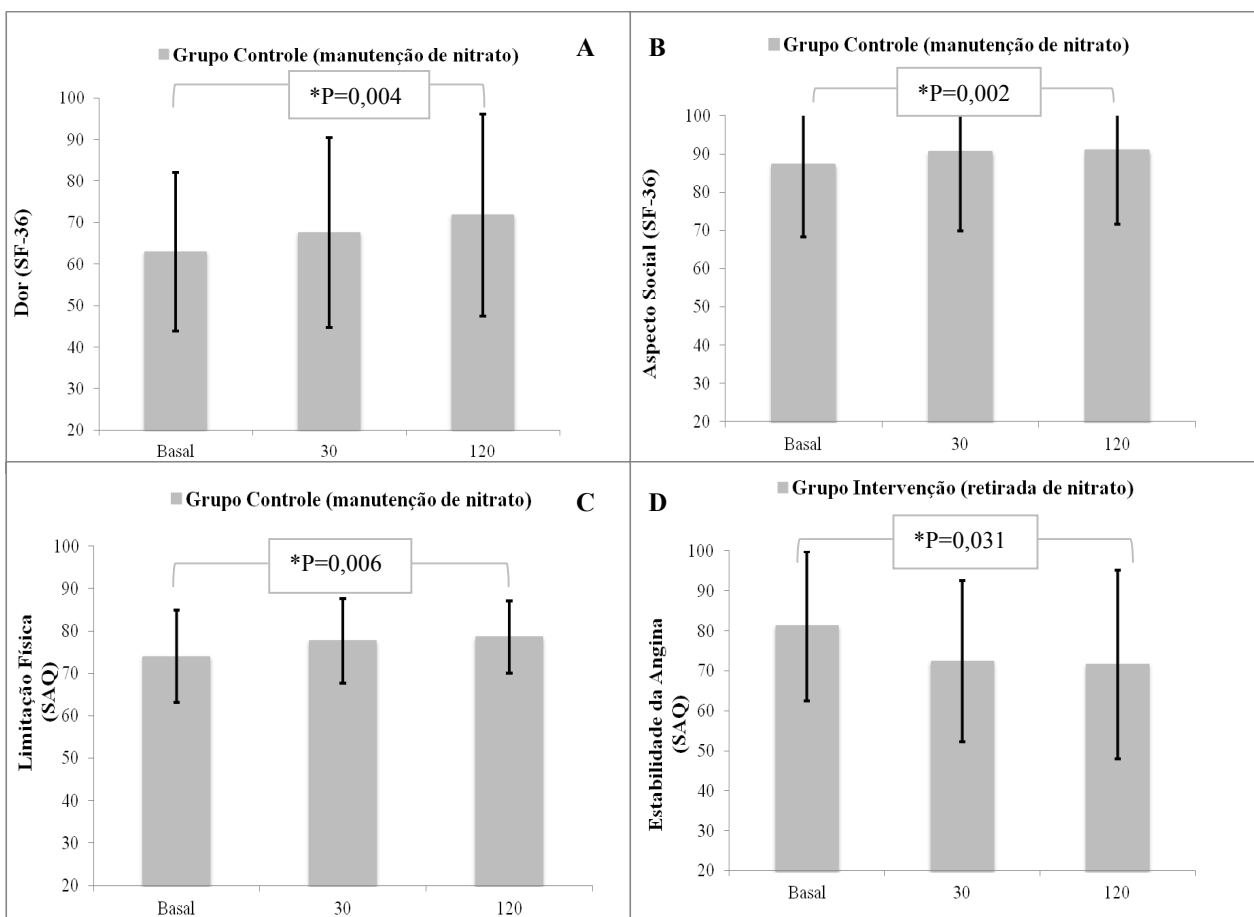 Grupo Controle (manutenção de nitrato)
A
*P=0,004
Dor (SF-36)
100
90
80
70
60
50
40
30
20
Basal
30
120
B
Grupo Controle (manutenção de nitrato)
*P=0,002
Aspecto Social (SF-36)
100
90
80
70
60
50
40
30
20
Basal
30
120
Grupo Controle (manutenção de nitrato)
C
*P=0,006
Limitação Física
(SAQ)
100
90
80
70
60
50
40
30
20
Basal
30
120
D
Grupo Intervenção (retirada de nitrato)
*P=0,031
Estabilidade da Angina
(SAQ)
100
90
80
70
60
50
40
30
20
Basal
30
120